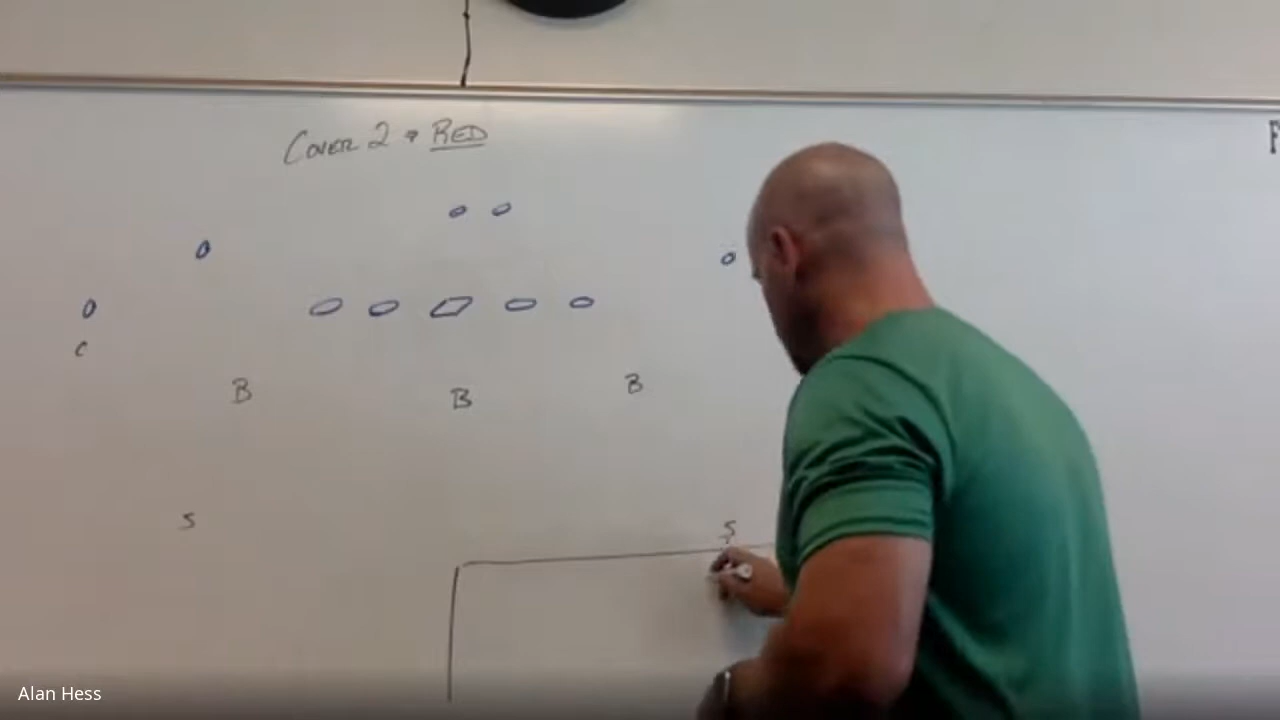 COVER 2 → RED
C
B B B
S S
Alan Hess